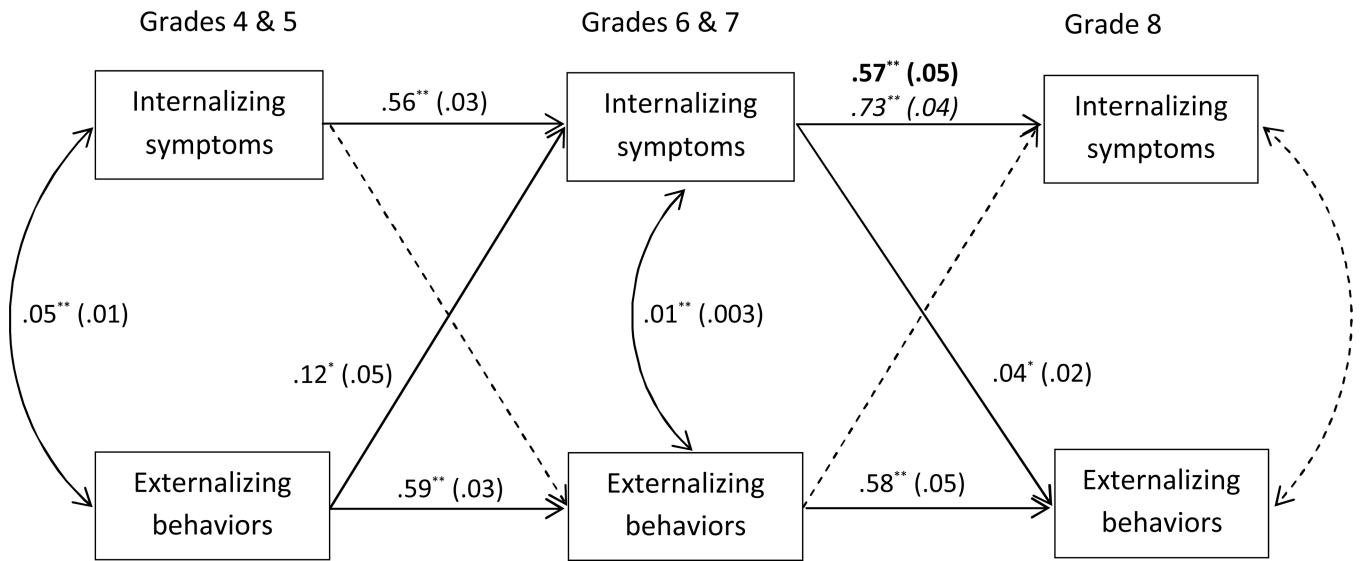 Grades 4 & 5
Grades 6 & 7
Grade 8
Internalizing
symptoms
.56** (.03)
Internalizing
symptoms
.57** (.05)
.73** (.04)
Internalizing
symptoms
.05** (.01)
.12* (.05)
.01** (.003)
.04* (.02)
Externalizing
behaviors
.59** (.03)
Externalizing
behaviors
.58** (.05)
Externalizing
behaviors